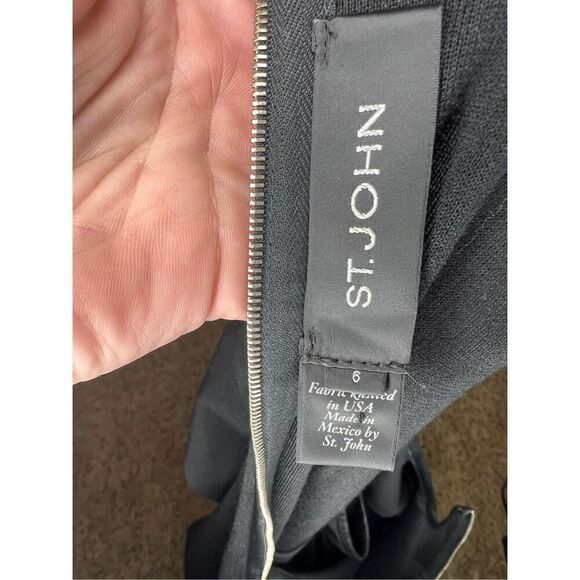 ST. JOHN
6
Fabric knitted
in USA
Made in
Mexico by
St. John